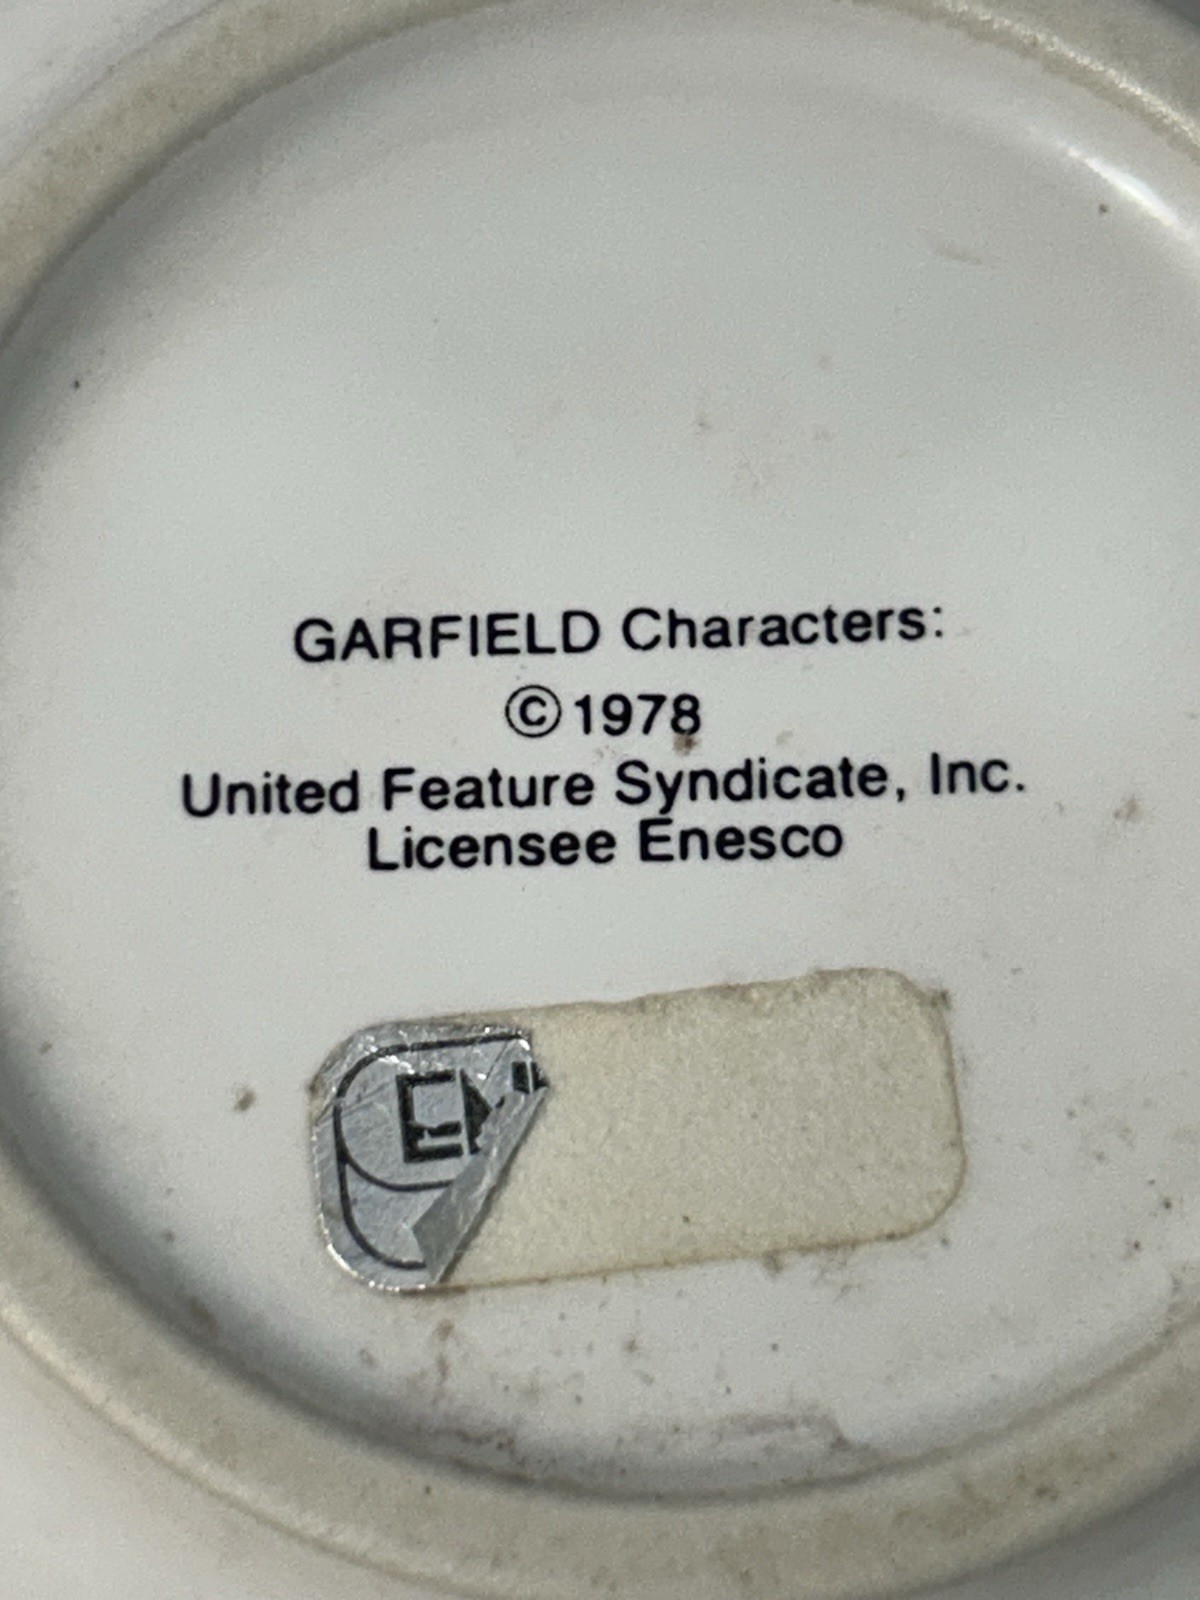 GARFIELD Characters:
©1978
United Feature Syndicate, Inc.
Licensee Enesco